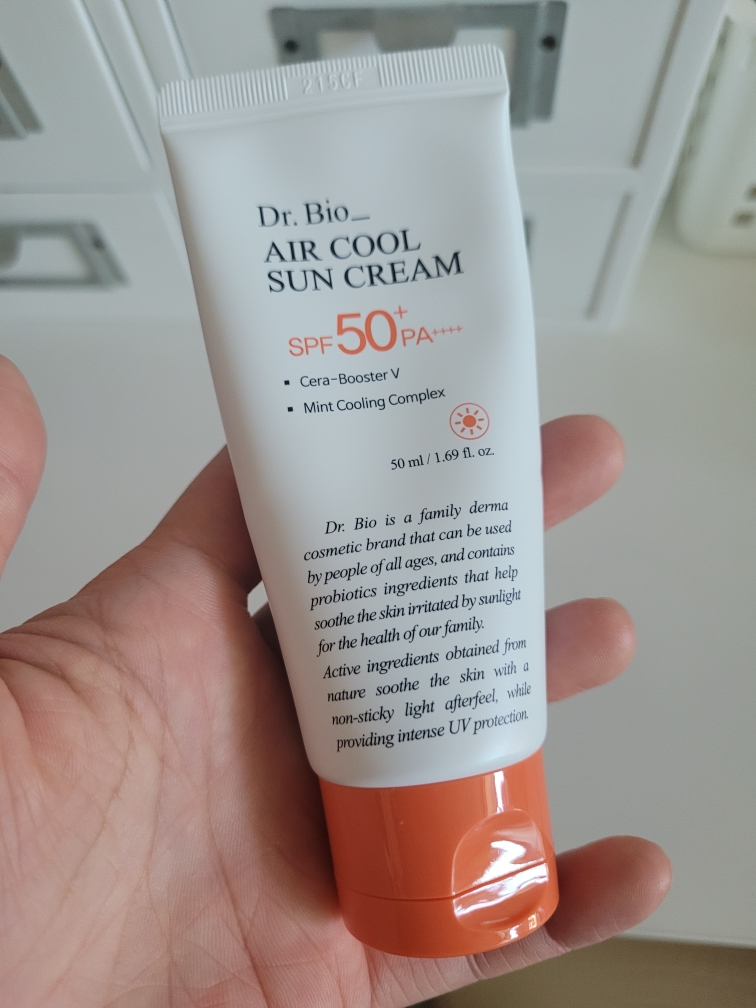 215CF
Dr. Bio_
AIR COOL
SUN CREAM
SPF50+PA++++
▪ Cera-Booster V
▪ Mint Cooling Complex
50 ml / 1.69 fl. oz.
Dr. Bio is a family derma
cosmetic brand that can be used
by people of all ages, and contains
probiotics ingredients that help
soothe the skin irritated by sunlight
for the health of our family.
Active ingredients obtained from
nature soothe the skin with a
non-sticky light afterfeel, while
providing intense UV protection.